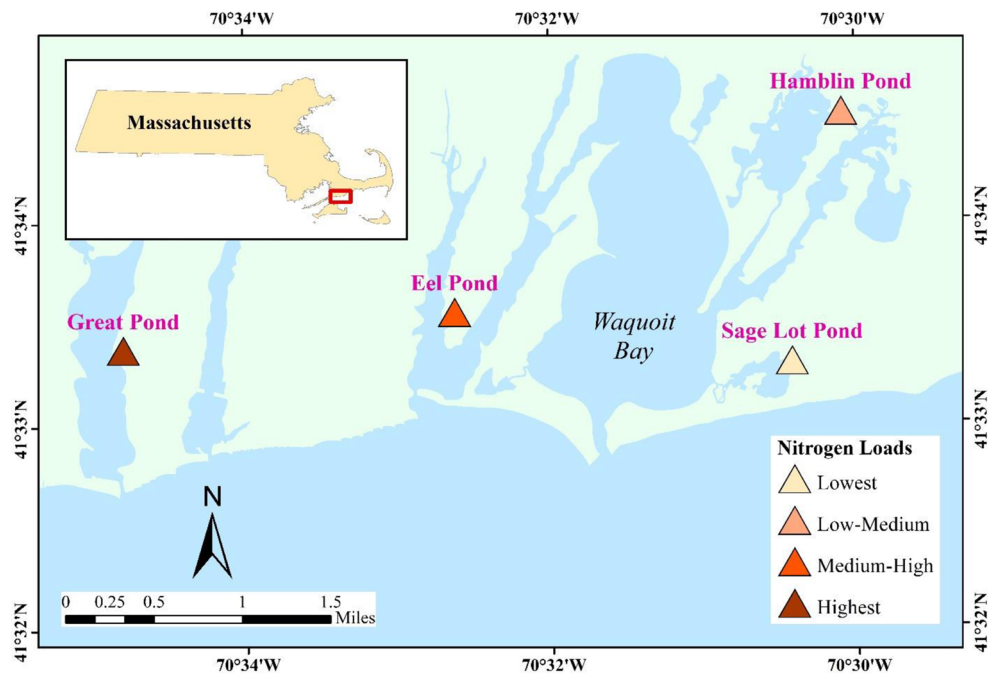 70°34'W 70°32'W 70°30'W
Hamblin Pond
Massachusetts
41°34'N
41°34'N
Eel Pond
Great Pond
Waquoit
Bay
Sage Lot Pond
41°33'N
41°33'N
Nitrogen Loads
Lowest
Low-Medium
Medium-High
Highest
N
0 0.25 0.5 1 1.5
Miles
41°32'N
41°32'N
70°34'W 70°32'W 70°30'W